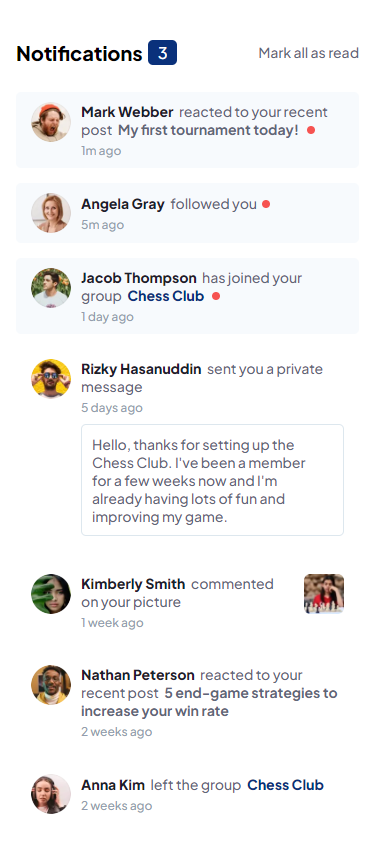 Notifications 3 Mark all as read
Mark Webber reacted to your recent
post My first tournament today!
1m ago
Angela Gray followed you
5m ago
Jacob Thompson has joined your
group Chess Club
1 day ago
Rizky Hasanuddin sent you a private
message
5 days ago
Hello, thanks for setting up the
Chess Club. I've been a member
for a few weeks now and I'm
already having lots of fun and
improving my game.
Kimberly Smith commented
on your picture
1 week ago
Nathan Peterson reacted to your
recent post 5 end-game strategies to
increase your win rate
2 weeks ago
Anna Kim left the group Chess Club
2 weeks ago